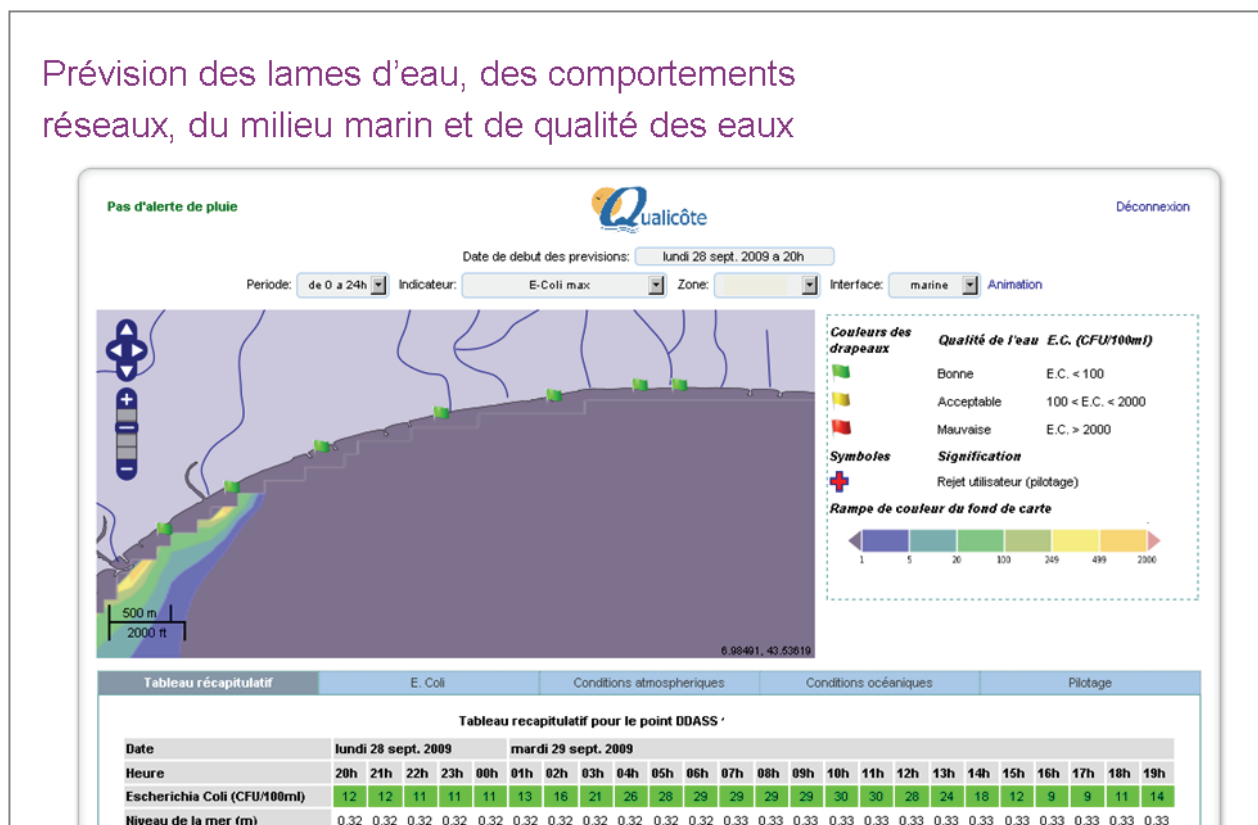 Prévision des lames d'eau, des comportements
réseaux, du milieu marin et de qualité des eaux
Pas d'alerte de pluie
Qualicôte
Déconnexion
Date de debut des previsions: lundi 28 sept. 2009 a 20h
Periode: de 0 a 24h Indicateur: E-Coli max Zone: Interface: marine Animation
Couleurs des drapeaux Qualité de l'eau E.C. (CFU/100ml)
Bonne E.C. < 100
Acceptable 100 < E.C. < 2000
Mauvaise E.C. > 2000
Symboles Signification
Rejet utilisateur (pilotage)
Rampe de couleur du fond de carte
1 5 20 100 249 499 2000
500 m
2000 ft
6.98491, 43.53619
Tableau récapitulatif E. Coli Conditions atmospheriques Conditions océaniques Pilotage
Tableau recapitulatif pour le point DDASS
Date lundi 28 sept. 2009 mardi 29 sept. 2009
Heure 20h 21h 22h 23h 00h 01h 02h 03h 04h 05h 06h 07h 08h 09h 10h 11h 12h 13h 14h 15h 16h 17h 18h 19h
Escherichia Coli (CFU/100ml) 12 12 11 11 11 13 16 21 26 28 29 29 29 29 30 30 28 24 18 12 9 9 11 14
Niveau de la mer (m) 0.32 0.32 0.32 0.32 0.32 0.32 0.32 0.32 0.32 0.32 0.32 0.33 0.33 0.33 0.33 0.33 0.33 0.33 0.33 0.33 0.33 0.33 0.33 0.33